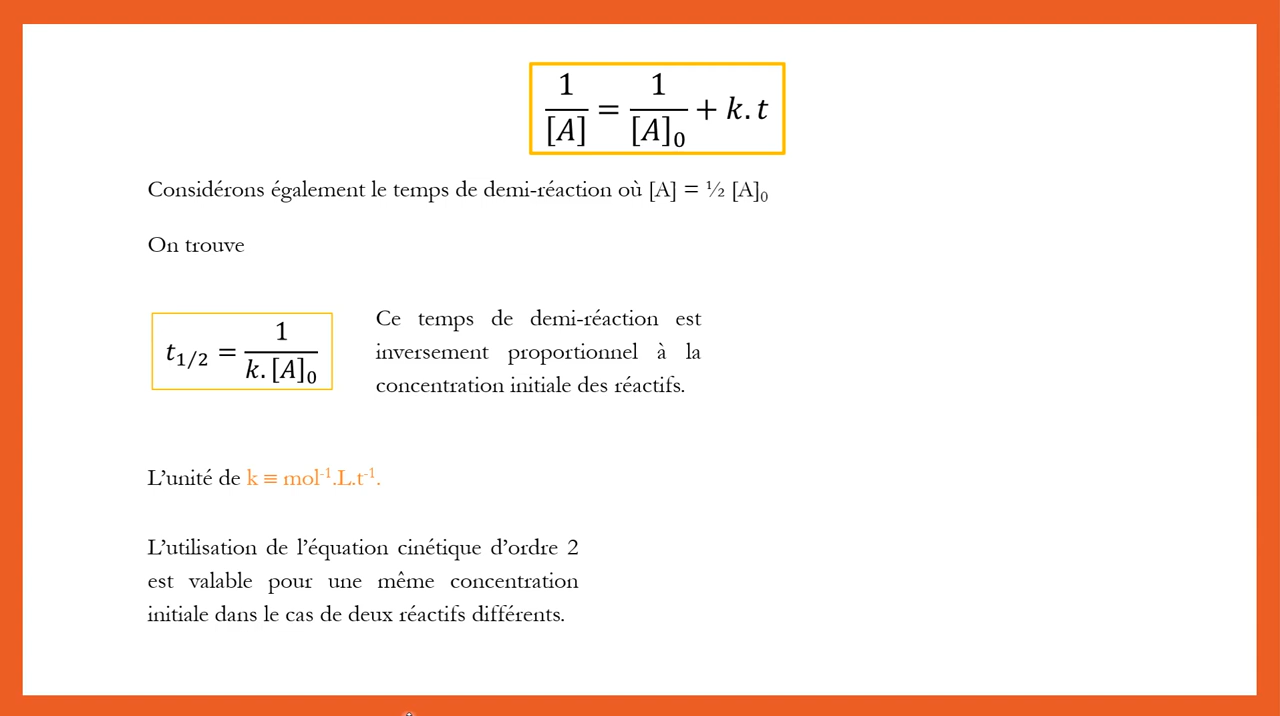 1/[A] = 1/[A]₀ + k.t
Considérons également le temps de demi-réaction où [A] = ½ [A]₀
On trouve
t₁/₂ = 1/(k.[A]₀)
Ce temps de demi-réaction est
inversement proportionnel à la
concentration initiale des réactifs.
L’unité de k ≡ mol⁻¹.L.t⁻¹.
L’utilisation de l’équation cinétique d’ordre 2
est valable pour une même concentration
initiale dans le cas de deux réactifs différents.